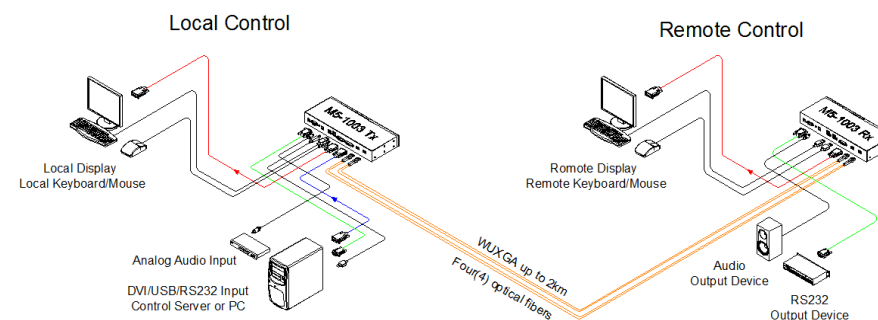 Local Control
Remote Control
M5-1003 Tx
M5-1003 Rx
Local Display
Local Keyboard/Mouse
Romote Display
Remote Keyboard/Mouse
Analog Audio Input
DVI/USB/RS232 Input
Control Server or PC
WUXGA up to 2km
Four(4) optical fibers
Audio
Output Device
RS232
Output Device